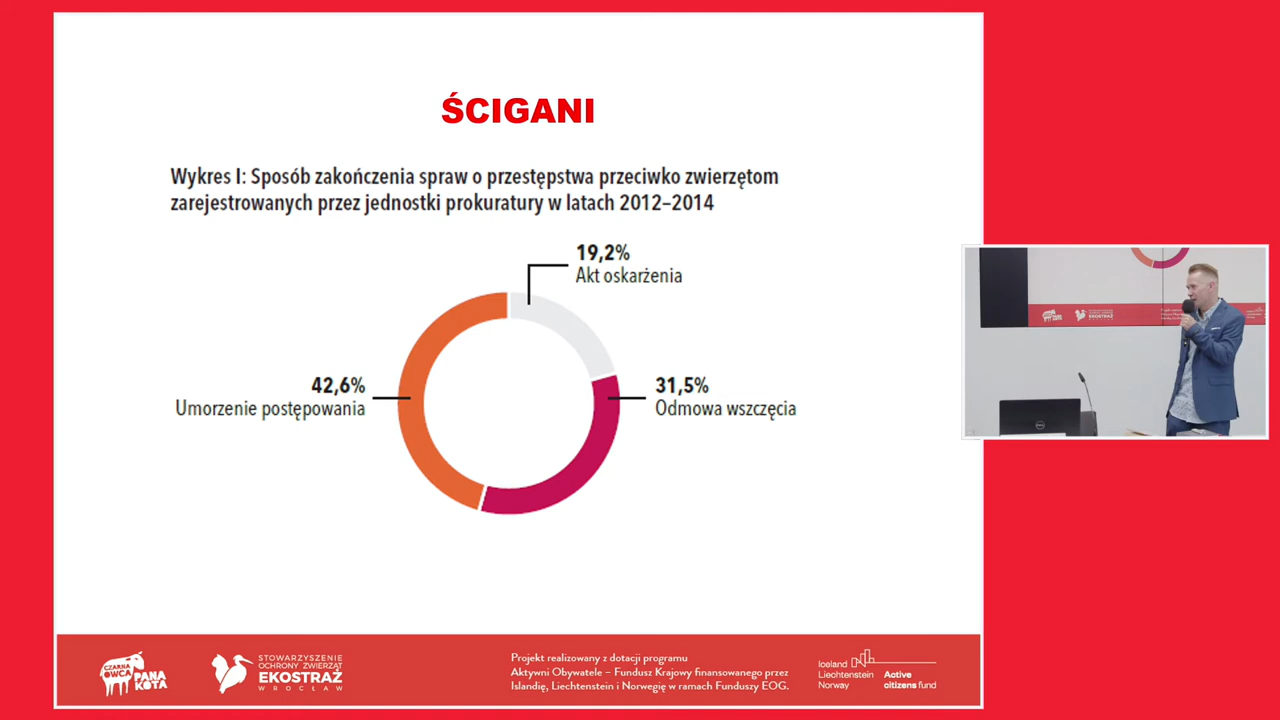 ŚCIGANI
Wykres I: Sposób zakończenia spraw o przestępstwa przeciwko zwierzętom
zarejestrowanych przez jednostki prokuratury w latach 2012–2014
19,2%
Akt oskarżenia
42,6%
Umorzenie postępowania
31,5%
Odmowa wszczęcia
CZARNA
OWCA
PANA
KOTA
STOWARZYSZENIE
OCHRONY ZWIERZĄT
EKOSTRAŻ
WROCŁAW
Projekt realizowany z dotacji programu
Aktywni Obywatele – Fundusz Krajowy finansowanego przez
Islandię, Liechtenstein i Norwegię w ramach Funduszy EOG.
Iceland
Liechtenstein
Norway
Active
citizens fund
EKOSTRAŻ